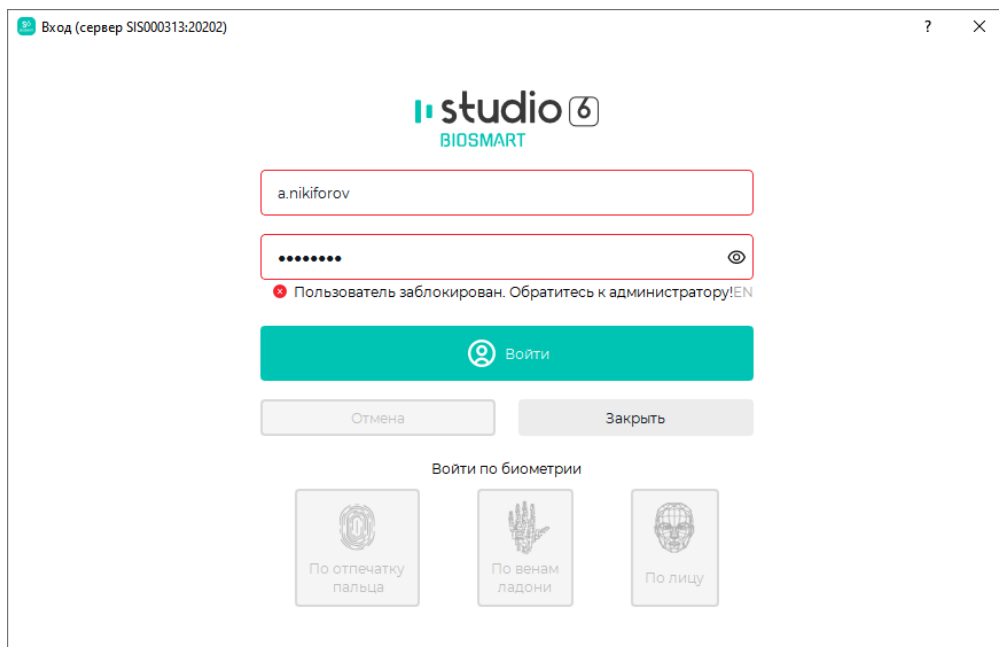 Вход (сервер SIS000313:20202)
?
studio 6
BIOSMART
a.nikiforov
••••••••
Пользователь заблокирован. Обратитесь к администратору!EN
Войти
Отмена
Закрыть
Войти по биометрии
По отпечатку
пальца
По венам
ладони
По лицу